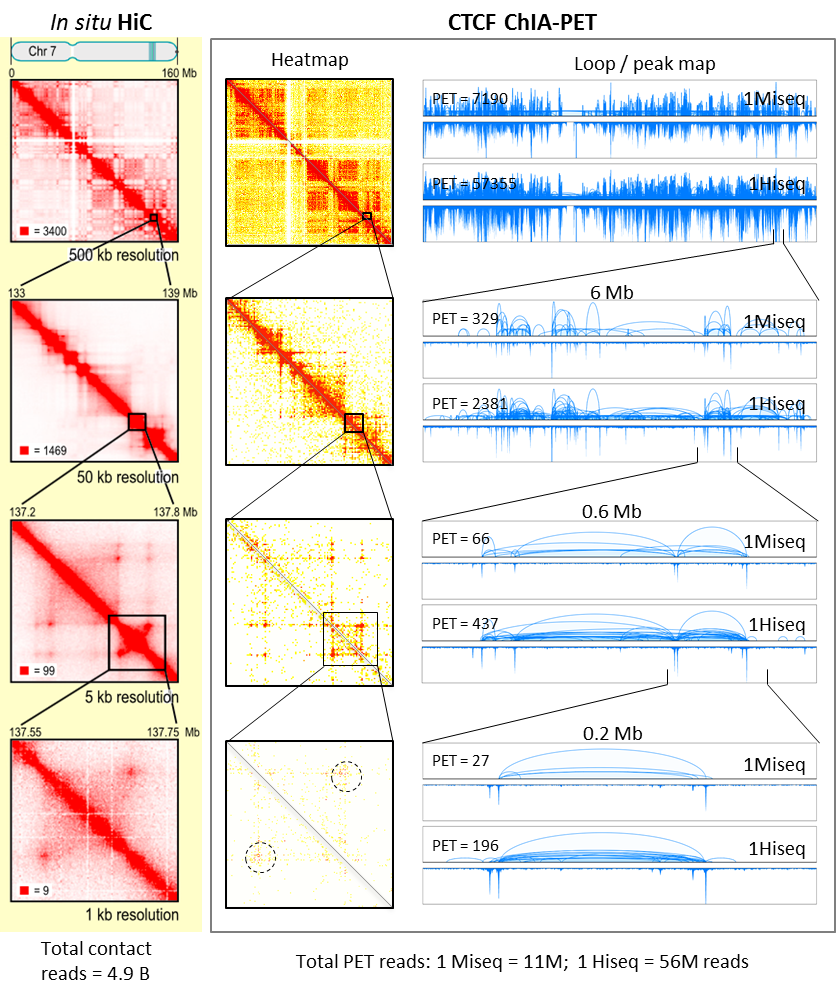 In situ HiC
CTCF ChIA-PET
Chr 7
0
160 Mb
= 3400
500 kb resolution
133
139 Mb
= 1469
50 kb resolution
137.2
137.8 Mb
= 99
5 kb resolution
137.55
137.75 Mb
= 9
1 kb resolution
Total contact
reads = 4.9 B
Heatmap
Loop / peak map
PET = 7190
1Miseq
PET = 57355
1Hiseq
6 Mb
PET = 329
1Miseq
PET = 2381
1Hiseq
0.6 Mb
PET = 66
1Miseq
PET = 437
1Hiseq
0.2 Mb
PET = 27
1Miseq
PET = 196
1Hiseq
Total PET reads: 1 Miseq = 11M; 1 Hiseq = 56M reads